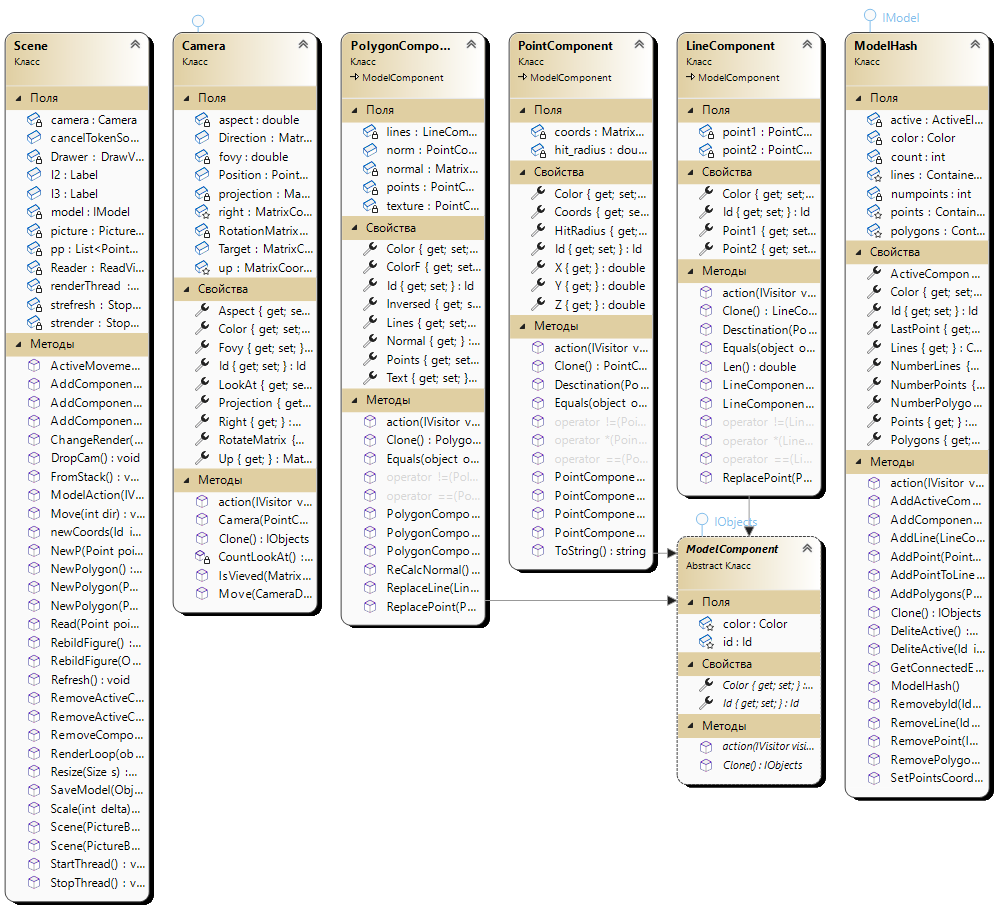 Scene
Класс
Поля
camera : Camera
cancelTokenSo...
Drawer : DrawV...
l2 : Label
l3 : Label
model : IModel
picture : Picture...
pp : List<Point...
Reader : ReadVi...
renderThread :...
strefresh : Stop...
strender : Stop...
Методы
ActiveMoveme...
AddComponen...
AddComponen...
AddComponen...
ChangeRender(...
DropCam() : void
FromStack() : v...
ModelAction(IV...
Move(int dir) : v...
newCoords(Id i...
NewP(Point poi...
NewPolygon() :...
NewPolygon(P...
NewPolygon(P...
Read(Point poi...
RebildFigure() :...
RebildFigure(O...
Refresh() : void
RemoveActiveC...
RemoveActiveC...
RemoveCompo...
RenderLoop(ob...
Resize(Size s) :...
SaveModel(Obj...
Scale(int delta)...
Scene(PictureB...
Scene(PictureB...
StartThread() : v...
StopThread() : v...
Camera
Класс
Поля
aspect : double
Direction : Matr...
fovy : double
Position : Point...
projection : Ma...
right : MatrixCo...
RotationMatrix...
Target : MatrixC...
up : MatrixCoor...
Свойства
Aspect { get; se...
Color { get; set;...
Fovy { get; set; }...
Id { get; set; } : Id
LookAt { get; se...
Projection { get...
Right { get; } :...
RotateMatrix {...
Up { get; } : Mat...
Методы
action(IVisitor v...
Camera(PointC...
Clone() : IObjects
CountLookAt() :...
IsVieved(Matrix...
Move(CameraD...
PolygonCompo...
Класс
ModelComponent
Поля
lines : LineCom...
norm : PointCo...
normal : Matrix...
points : PointC...
texture : PointC...
Свойства
Color { get; set;...
ColorF { get; set...
Id { get; set; } : Id
Inversed { get; s...
Lines { get; set;...
Normal { get; } :...
Points { get; set...
Text { get; set; }...
Методы
action(IVisitor v...
Clone() : Polygo...
Equals(object o...
operator !=(Poi...
operator ==(Poi...
PolygonCompo...
PolygonCompo...
PolygonCompo...
ReCalcNormal()...
ReplaceLine(Lin...
ReplacePoint(P...
PointComponent
Класс
ModelComponent
Поля
coords : Matrix...
hit_radius : dou...
Свойства
Color { get; set;...
Coords { get; se...
HitRadius { get;...
Id { get; set; } : Id
X { get; } : double
Y { get; } : double
Z { get; } : double
Методы
action(IVisitor v...
Clone() : PointC...
Desctination(Po...
Equals(object o...
operator !=(Poi...
operator *(Poin...
operator ==(Poi...
PointCompone...
PointCompone...
PointCompone...
PointCompone...
ToString() : string
LineComponent
Класс
ModelComponent
Поля
point1 : PointC...
point2 : PointC...
Свойства
Color { get; set;...
Id { get; set; } : Id
Point1 { get; set...
Point2 { get; set...
Методы
action(IVisitor v...
Clone() : LineCo...
Desctination(Po...
Equals(object o...
Len() : double
LineComponen...
LineComponen...
operator !=(Line...
operator *(Line...
operator ==(Li...
ReplacePoint(P...
IObjects
ModelComponent
Abstract Класс
Поля
color : Color
id : Id
Свойства
Color { get; set; } :...
Id { get; set; } : Id
Методы
action(IVisitor visi...
Clone() : IObjects
IModel
ModelHash
Класс
Поля
active : ActiveEl...
color : Color
count : int
lines : Containe...
numpoints : int
points : Contain...
polygons : Cont...
Свойства
ActiveCompon...
Color { get; set;...
Id { get; set; } : Id
LastPoint { get;...
Lines { get; } : C...
NumberLines {...
NumberPoints {...
NumberPolygo...
Points { get; } :...
Polygons { get;...
Методы
action(IVisitor v...
AddActiveCom...
AddComponen...
AddLine(LineCo...
AddPoint(Point...
AddPointToLine...
AddPolygons(P...
Clone() : IObjects
DeliteActive() :...
DeliteActive(Id i...
GetConnectedE...
ModelHash()
RemovebyId(Id...
RemoveLine(Id...
RemovePoint(I...
RemovePolygo...
SetPointsCoord...